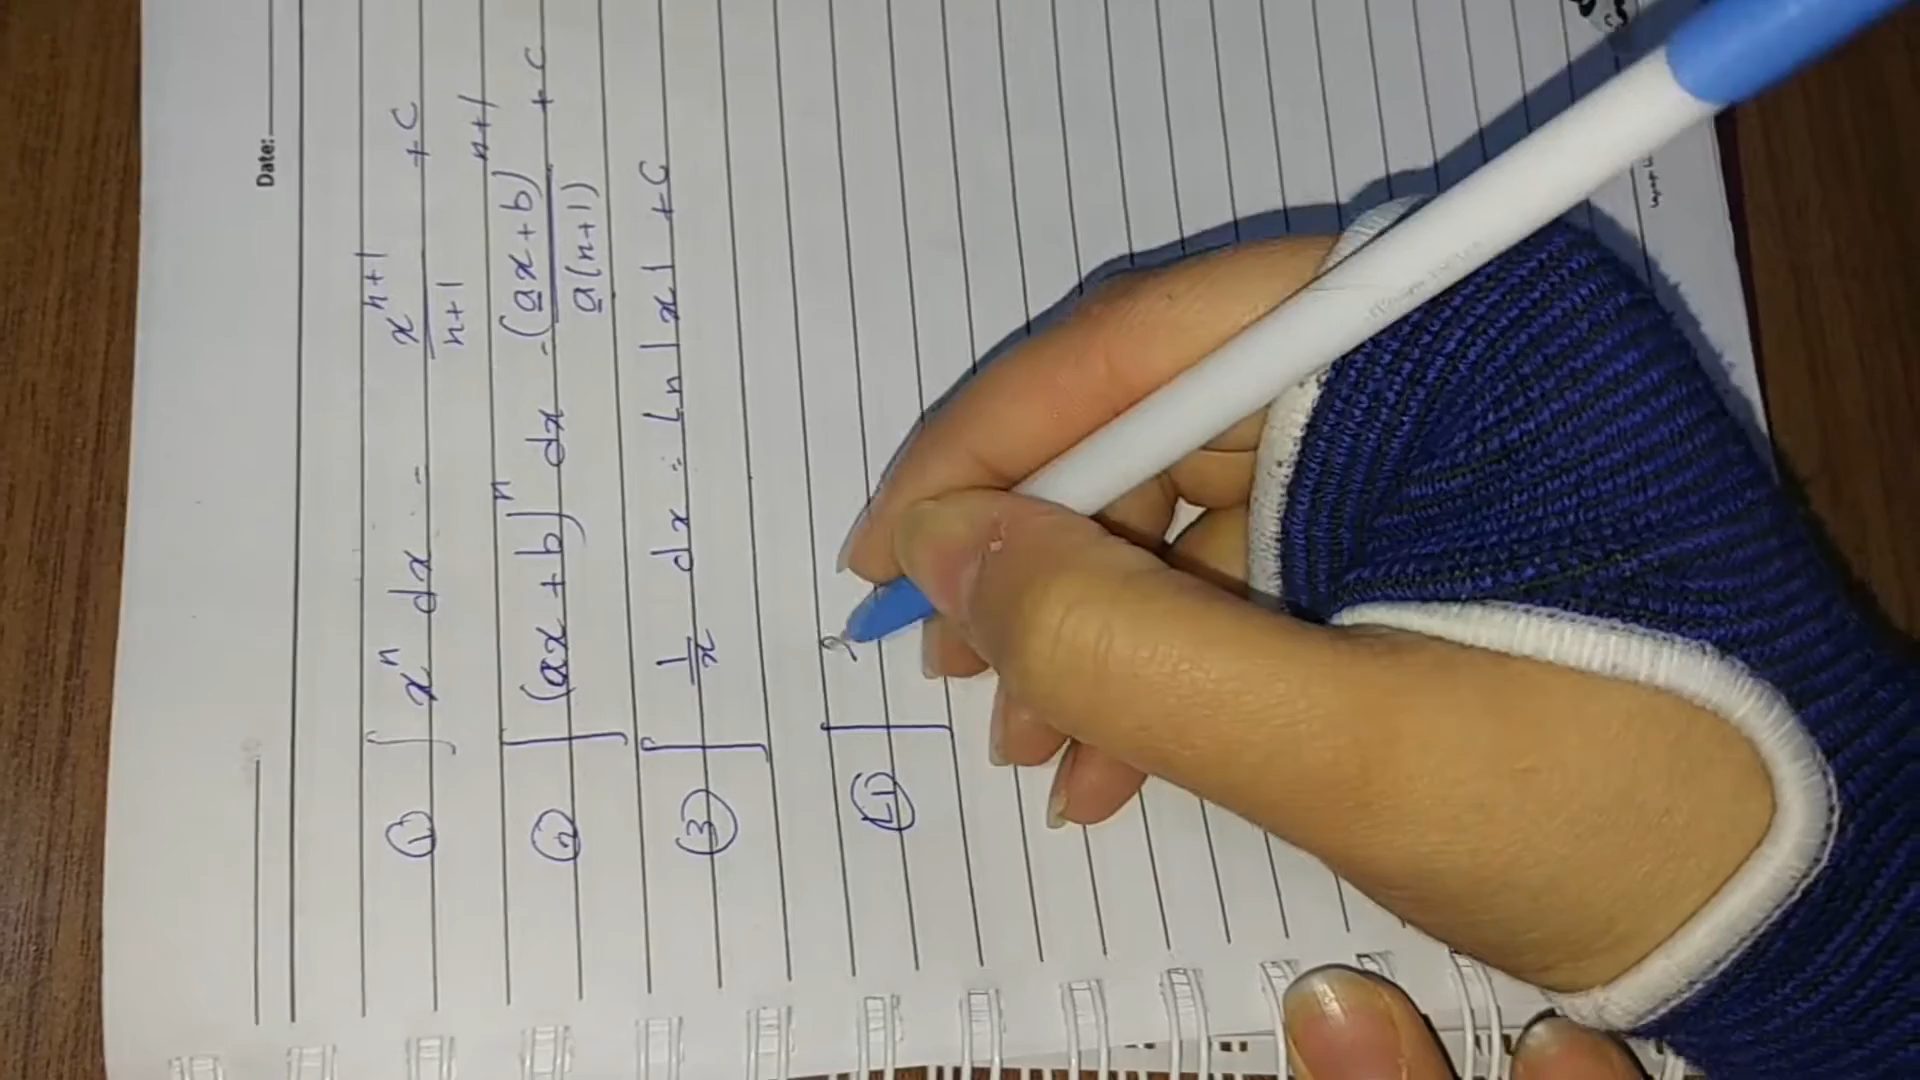 Date:
① ∫ xⁿ dx = xⁿ⁺¹/n+1 + C
② ∫ (ax + b)ⁿ dx = (ax+b)ⁿ⁺¹/a(n+1) + C
③ ∫ 1/x dx = Ln|x| + C
④ ∫